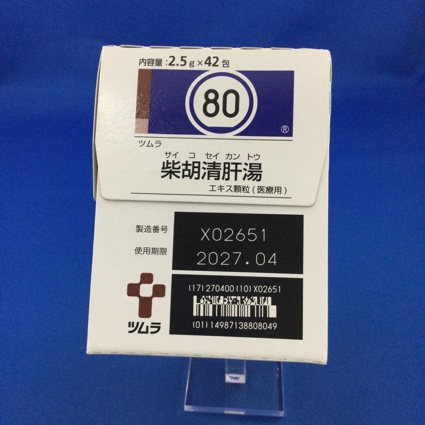 内容量:2.5g×42包
80
®
ツムラ
サイ コ セイ カン トウ
柴胡清肝湯
エキス顆粒(医療用)
製造番号 X02651
使用期限 2027.04
(17)270400(10)X02651
(01)14987138808049
ツムラ